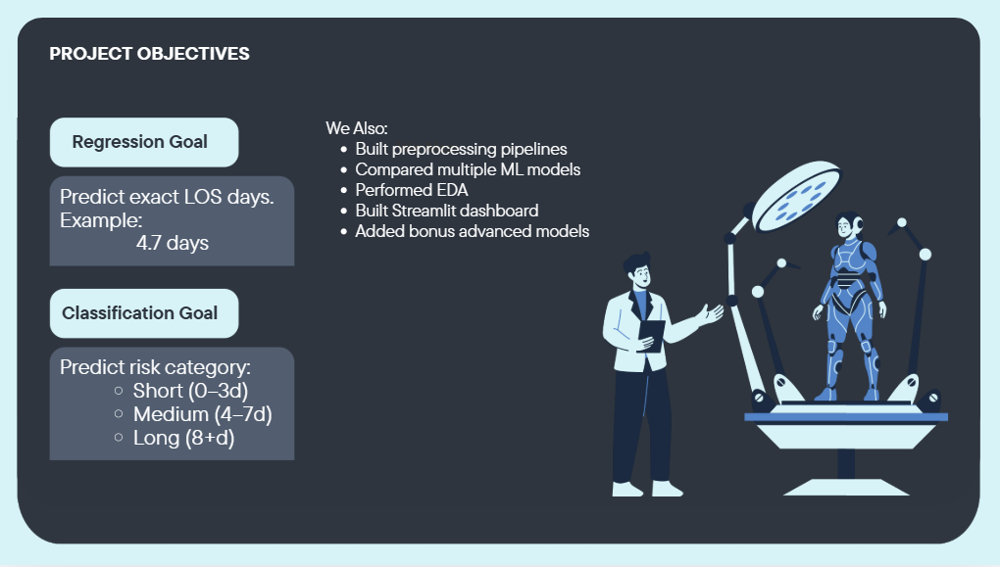 PROJECT OBJECTIVES
Regression Goal
Predict exact LOS days.
Example:
4.7 days
Classification Goal
Predict risk category:
○ Short (0–3d)
○ Medium (4–7d)
○ Long (8+d)
We Also:
• Built preprocessing pipelines
• Compared multiple ML models
• Performed EDA
• Built Streamlit dashboard
• Added bonus advanced models